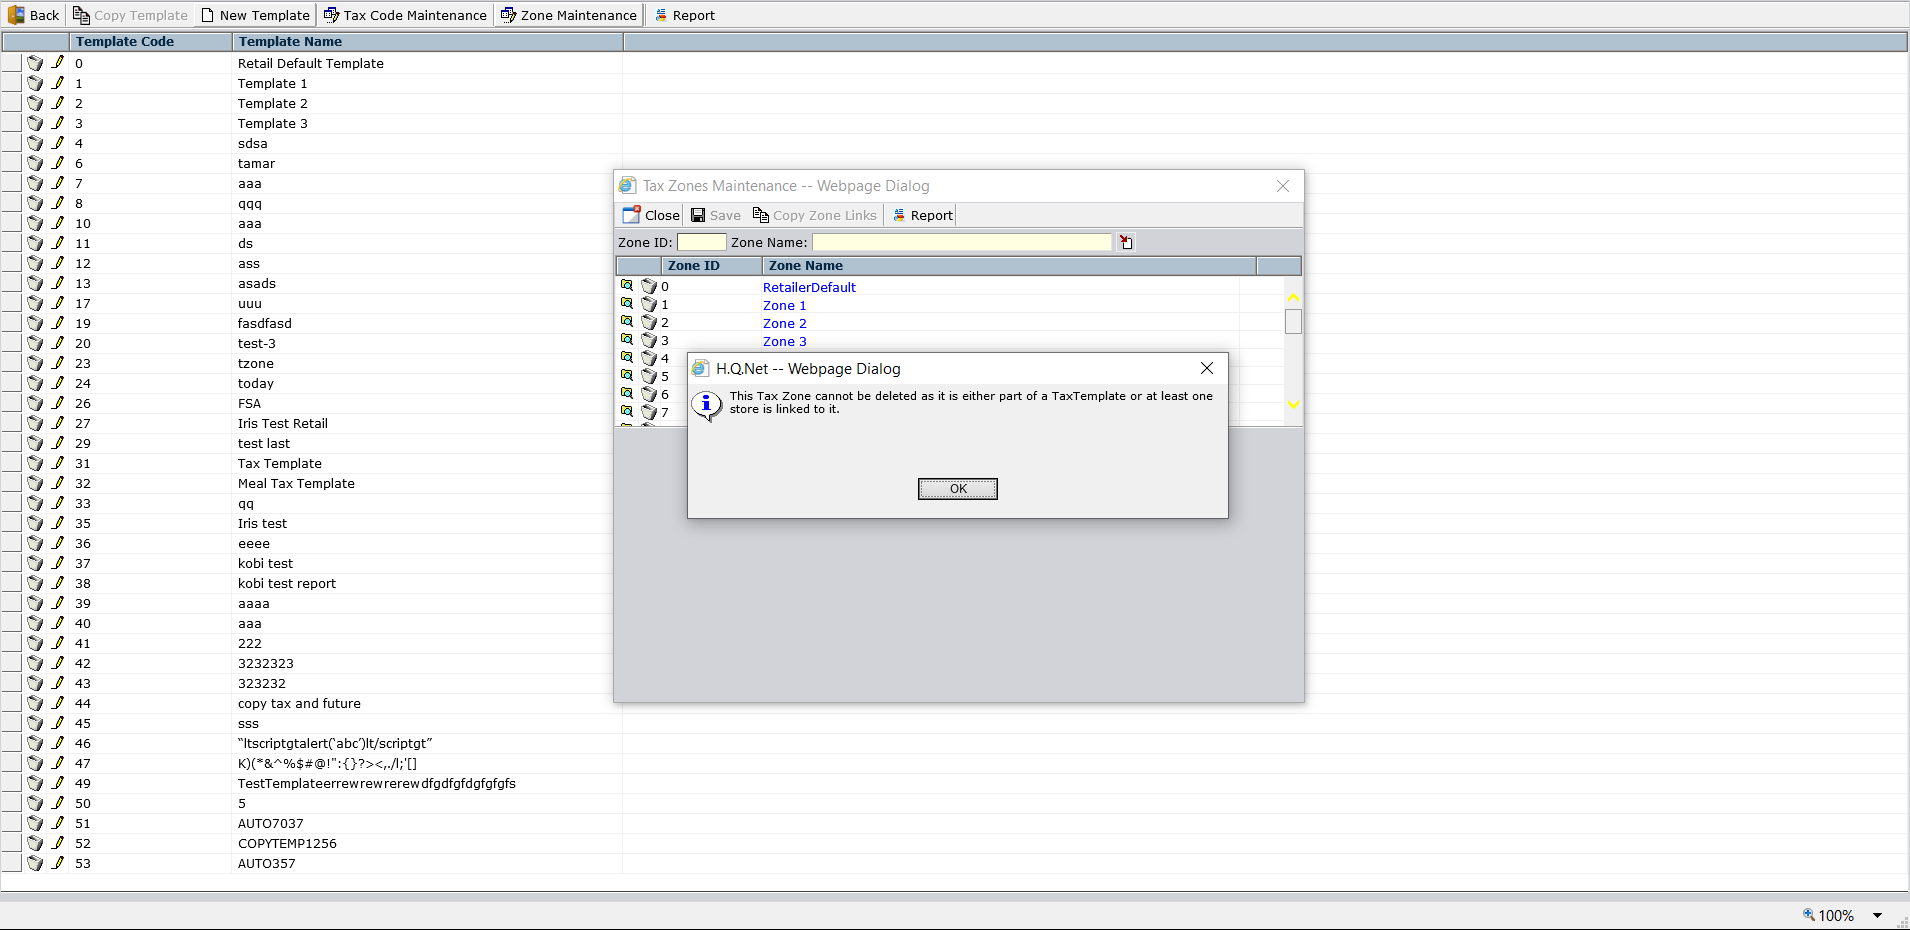 Back Copy Template New Template Tax Code Maintenance Zone Maintenance Report
Template Code Template Name
0 Retail Default Template
1 Template 1
2 Template 2
3 Template 3
4 sdsa
6 tamar
7 aaa
8 qqq
10 aaa
11 ds
12 ass
13 asads
17 uuu
19 fasdfasd
20 test-3
23 tzone
24 today
26 FSA
27 Iris Test Retail
29 test last
31 Tax Template
32 Meal Tax Template
33 qq
35 Iris test
36 eeee
37 kobi test
38 kobi test report
39 aaaa
40 aaa
41 222
42 3232323
43 323232
44 copy tax and future
45 sss
46 “ltscriptgtalert(‘abc’)lt/scriptgt”
47 K)(*&^%$#@!":{}?><,./l;'[]
49 TestTemplateerrewrewrerewdfgdfgfdgfgfgfs
50 5
51 AUTO7037
52 COPYTEMP1256
53 AUTO357
Tax Zones Maintenance -- Webpage Dialog
Close Save Copy Zone Links Report
Zone ID: Zone Name:
Zone ID Zone Name
0 RetailerDefault
1 Zone 1
2 Zone 2
3 Zone 3
4
5
6
7
H.Q.Net -- Webpage Dialog
This Tax Zone cannot be deleted as it is either part of a TaxTemplate or at least one
store is linked to it.
OK
100%